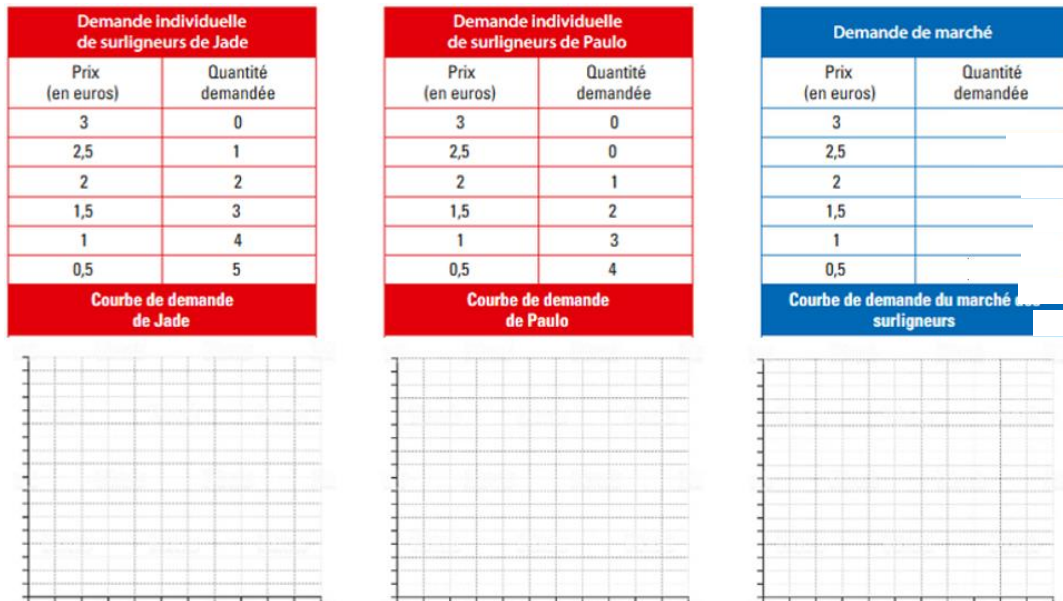 Demande individuelle
de surligneurs de Jade
Prix
(en euros)
Quantité
demandée
3 0
2,5 1
2 2
1,5 3
1 4
0,5 5
Courbe de demande
de Jade
Demande individuelle
de surligneurs de Paulo
Prix
(en euros)
Quantité
demandée
3 0
2,5 0
2 1
1,5 2
1 3
0,5 4
Courbe de demande
de Paulo
Demande de marché
Prix
(en euros)
Quantité
demandée
3
2,5
2
1,5
1
0,5
Courbe de demande du marché
surligneurs